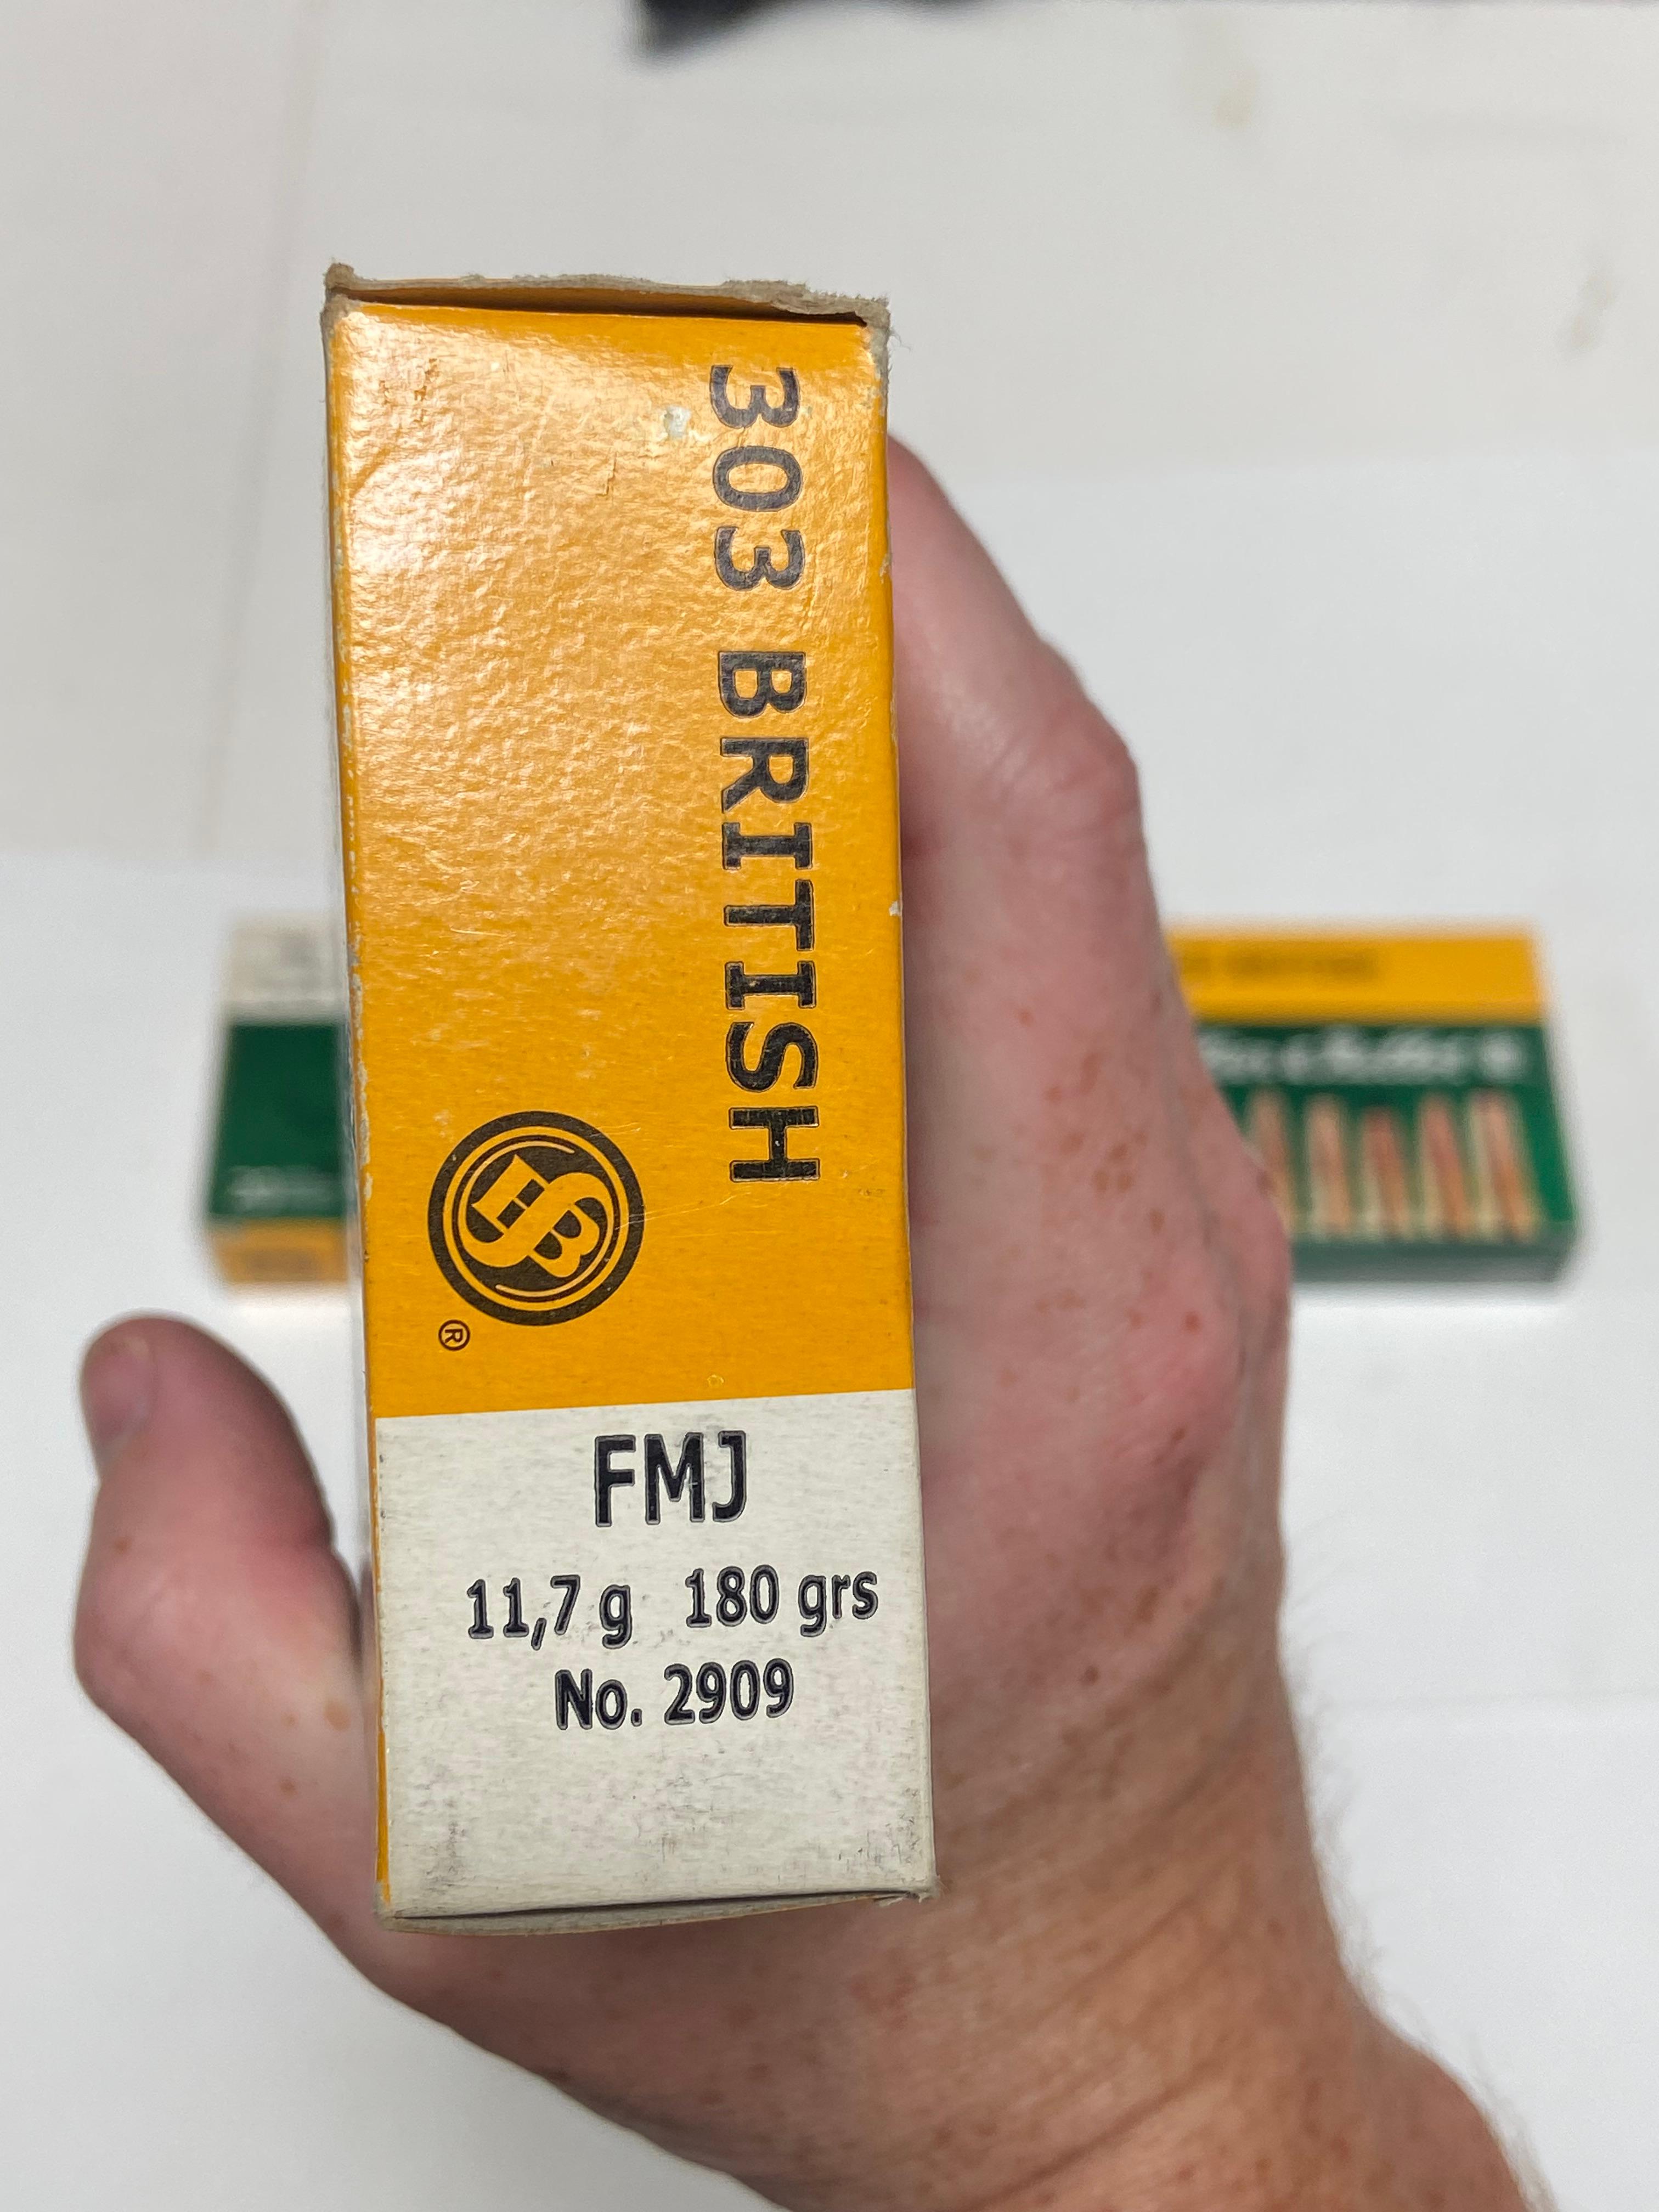 303 BRITISH
S&B
®
FMJ
11,7 g 180 grs
No. 2909